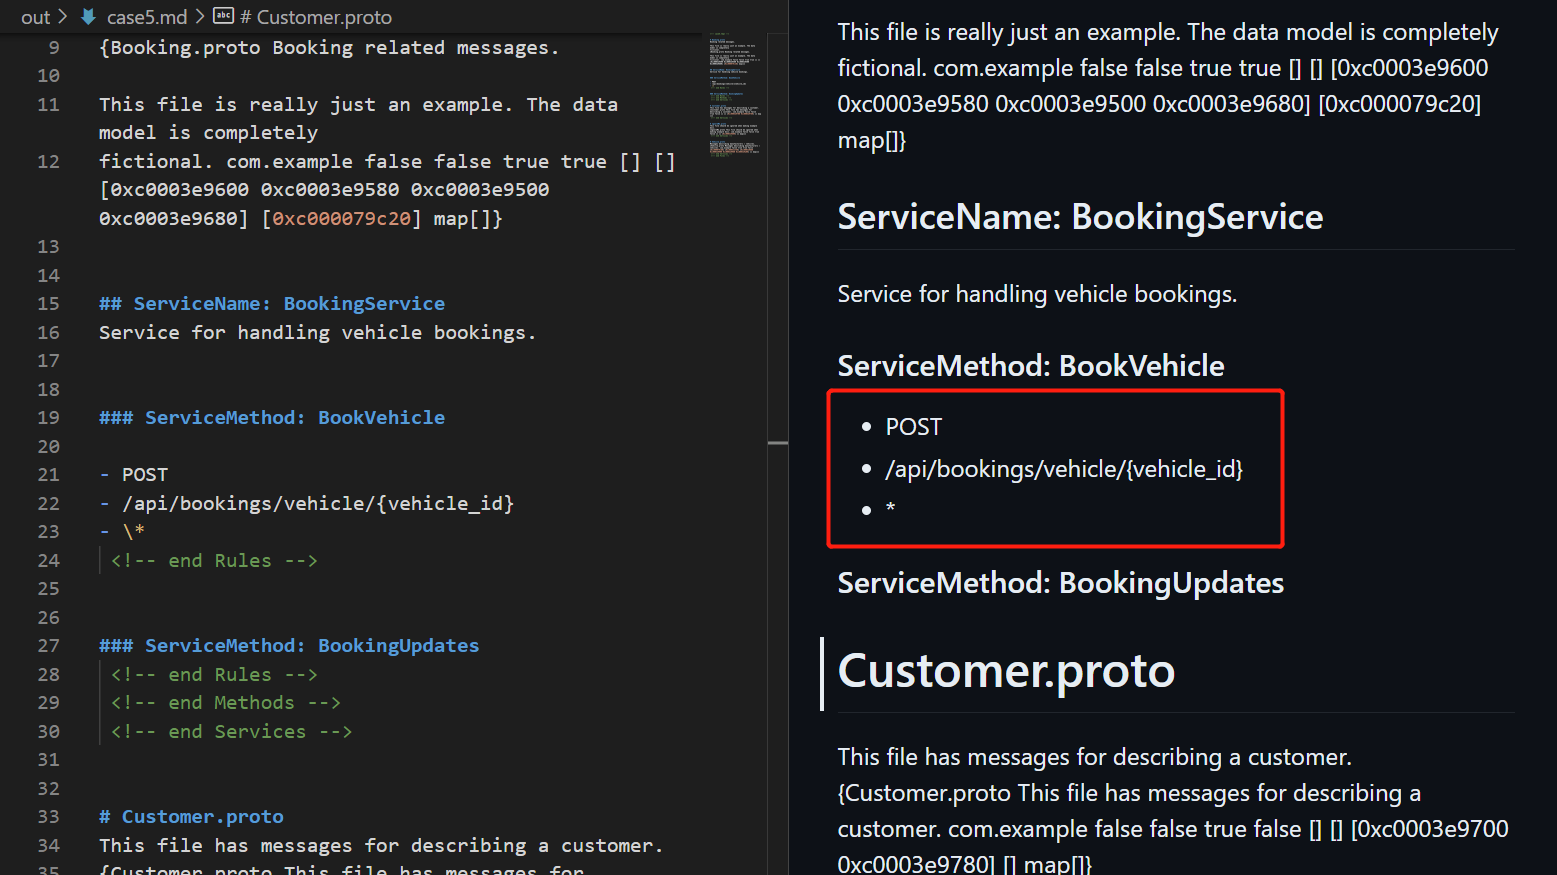 out > case5.md > abc # Customer.proto
9 {Booking.proto Booking related messages.
10
11 This file is really just an example. The data
model is completely
12 fictional. com.example false false true true [] []
[0xc0003e9600 0xc0003e9580 0xc0003e9500
0xc0003e9680] [0xc000079c20] map[]}
13
14
15 ## ServiceName: BookingService
16 Service for handling vehicle bookings.
17
18
19 ### ServiceMethod: BookVehicle
20
21 - POST
22 - /api/bookings/vehicle/{vehicle_id}
23 - \*
24 <!-- end Rules -->
25
26
27 ### ServiceMethod: BookingUpdates
28 <!-- end Rules -->
29 <!-- end Methods -->
30 <!-- end Services -->
31
32
33 # Customer.proto
34 This file has messages for describing a customer.
35 {Customer.proto This file has messages for
This file is really just an example. The data model is completely
fictional. com.example false false true true [] [] [0xc0003e9600
0xc0003e9580 0xc0003e9500 0xc0003e9680] [0xc000079c20]
map[]}
ServiceName: BookingService
Service for handling vehicle bookings.
ServiceMethod: BookVehicle
• POST
• /api/bookings/vehicle/{vehicle_id}
• *
ServiceMethod: BookingUpdates
Customer.proto
This file has messages for describing a customer.
{Customer.proto This file has messages for describing a
customer. com.example false false true false [] [] [0xc0003e9700
0xc0003e9780] [] map[]}